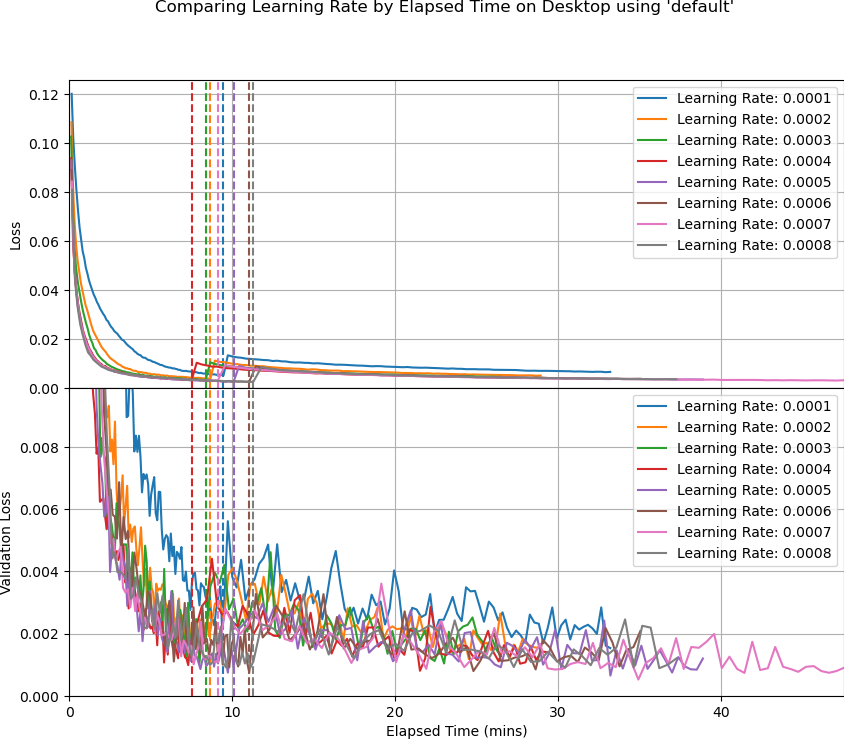 Comparing Learning Rate by Elapsed Time on Desktop using 'default'
0.12
0.10
0.08
0.06
0.04
0.02
0.00
Loss
Learning Rate: 0.0001
Learning Rate: 0.0002
Learning Rate: 0.0003
Learning Rate: 0.0004
Learning Rate: 0.0005
Learning Rate: 0.0006
Learning Rate: 0.0007
Learning Rate: 0.0008
0.008
0.006
0.004
0.002
0.000
Validation Loss
Learning Rate: 0.0001
Learning Rate: 0.0002
Learning Rate: 0.0003
Learning Rate: 0.0004
Learning Rate: 0.0005
Learning Rate: 0.0006
Learning Rate: 0.0007
Learning Rate: 0.0008
0 10 20 30 40
Elapsed Time (mins)